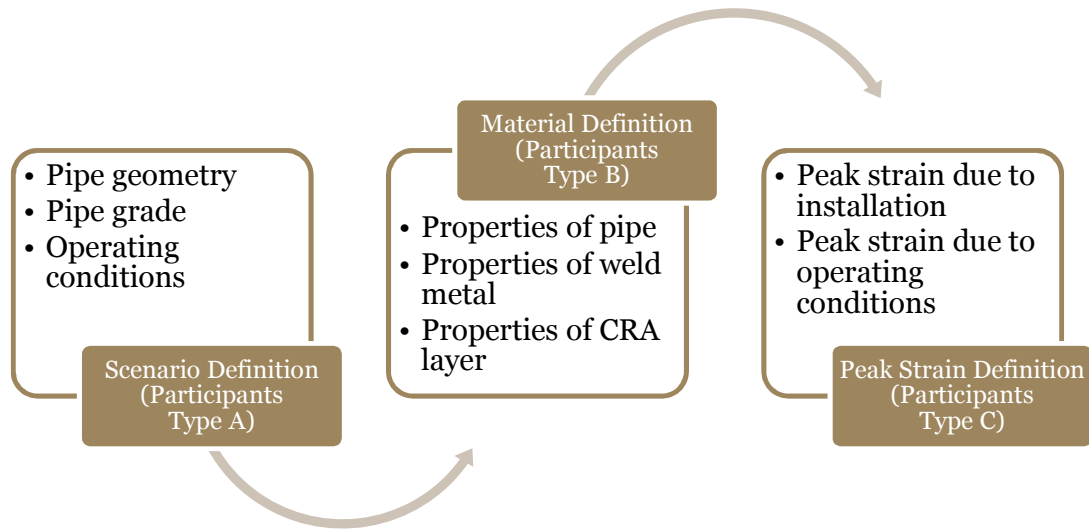 • Pipe geometry
• Pipe grade
• Operating
conditions
Scenario Definition
(Participants
Type A)
Material Definition
(Participants
Type B)
• Properties of pipe
• Properties of weld
metal
• Properties of CRA
layer
• Peak strain due to
installation
• Peak strain due to
operating
conditions
Peak Strain Definition
(Participants
Type C)